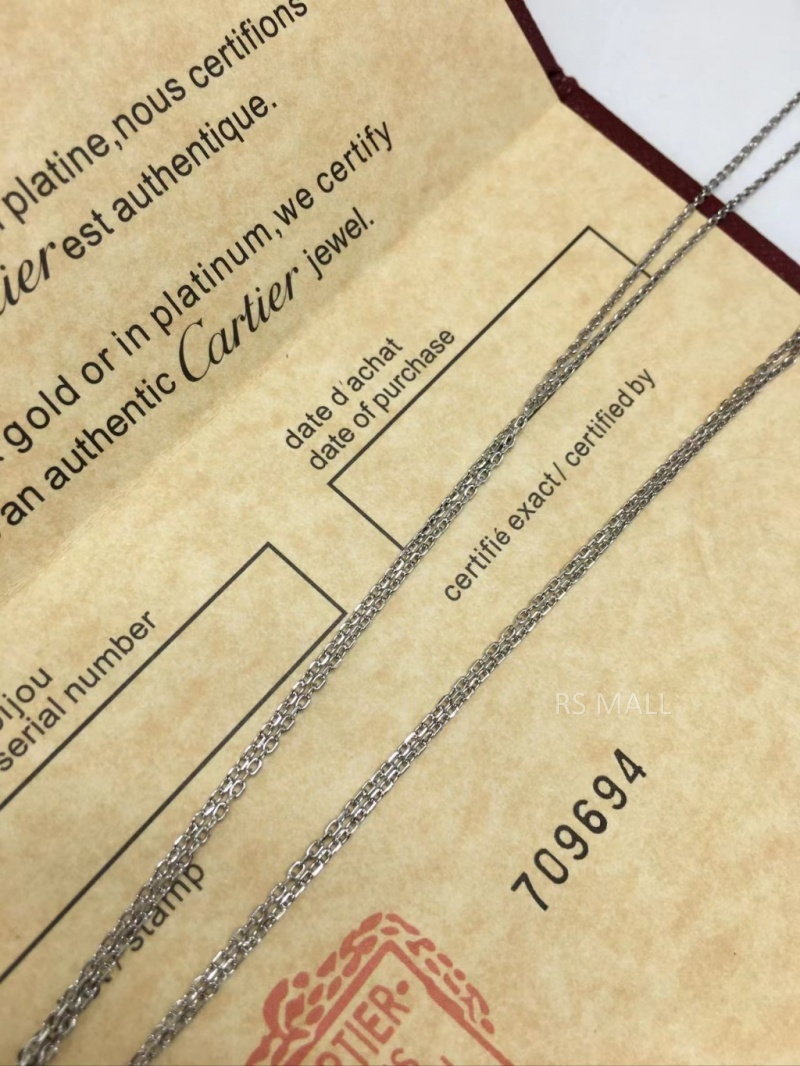 platine, nous certifions
est authentique.
gold or in platinum, we certify
an authentic Cartier jewel.
date d'achat
date of purchase
certifié exact / certified by
serial number
/ stamp
RS MALL
709694